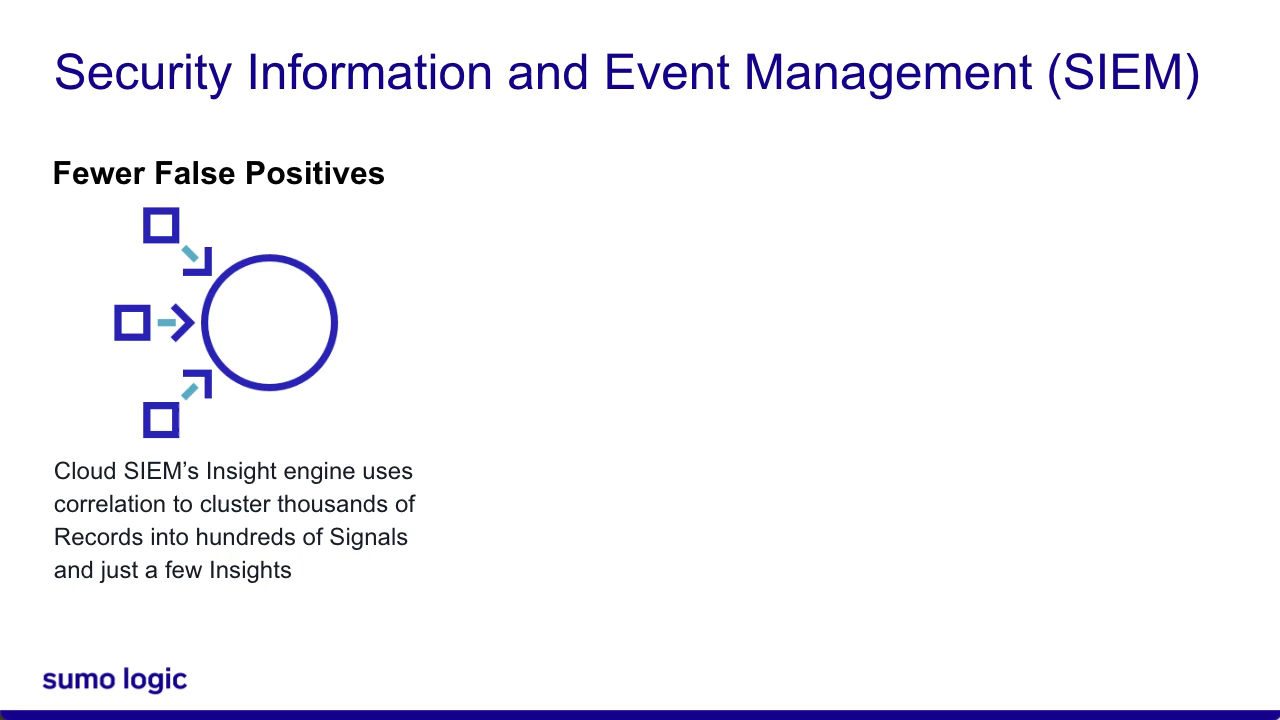 Security Information and Event Management (SIEM)
Fewer False Positives
Cloud SIEM’s Insight engine uses
correlation to cluster thousands of
Records into hundreds of Signals
and just a few Insights
sumo logic